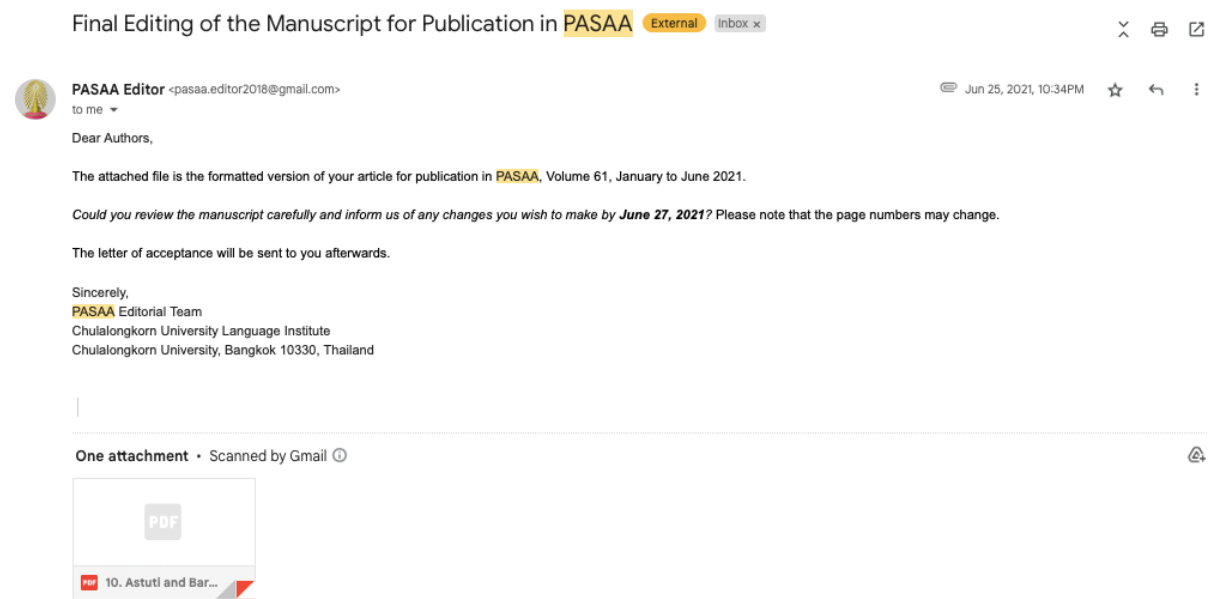 Final Editing of the Manuscript for Publication in PASAA External Inbox x
PASAA Editor <pasaa.editor2018@gmail.com>
Jun 25, 2021, 10:34PM
to me
Dear Authors,
The attached file is the formatted version of your article for publication in PASAA, Volume 61, January to June 2021.
Could you review the manuscript carefully and inform us of any changes you wish to make by June 27, 2021? Please note that the page numbers may change.
The letter of acceptance will be sent to you afterwards.
Sincerely,
PASAA Editorial Team
Chulalongkorn University Language Institute
Chulalongkorn University, Bangkok 10330, Thailand
One attachment • Scanned by Gmail
PDF
PDF 10. Astuti and Bar...